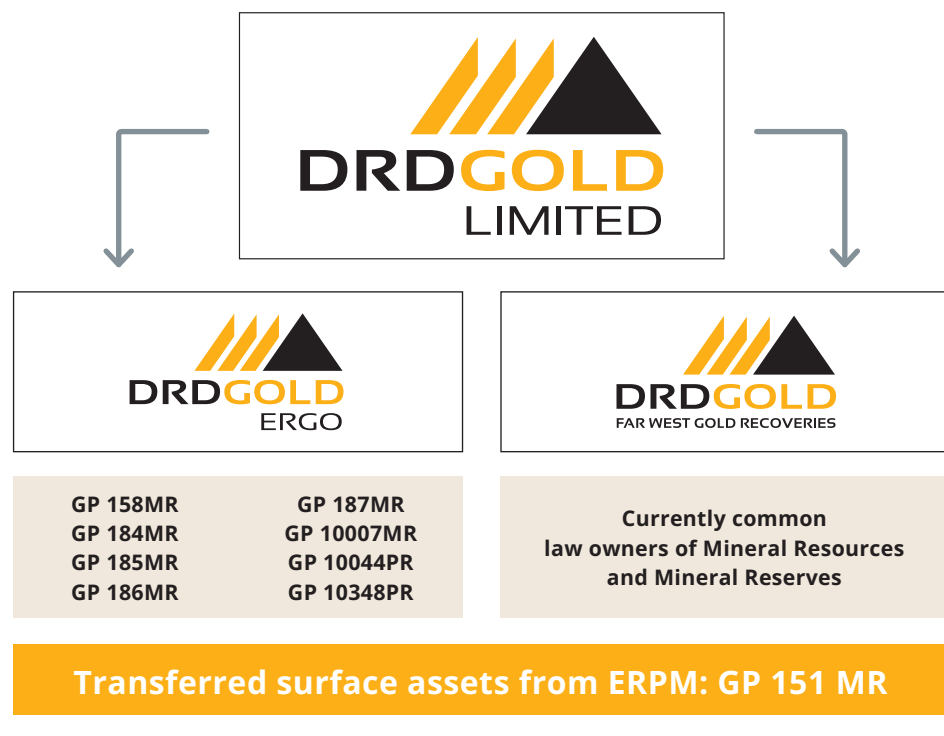 DRDGOLD
LIMITED
DRDGOLD
ERGO
DRDGOLD
FAR WEST GOLD RECOVERIES
GP 158MR
GP 184MR
GP 185MR
GP 186MR
GP 187MR
GP 10007MR
GP 10044PR
GP 10348PR
Currently common
law owners of Mineral Resources
and Mineral Reserves
Transferred surface assets from ERPM: GP 151 MR